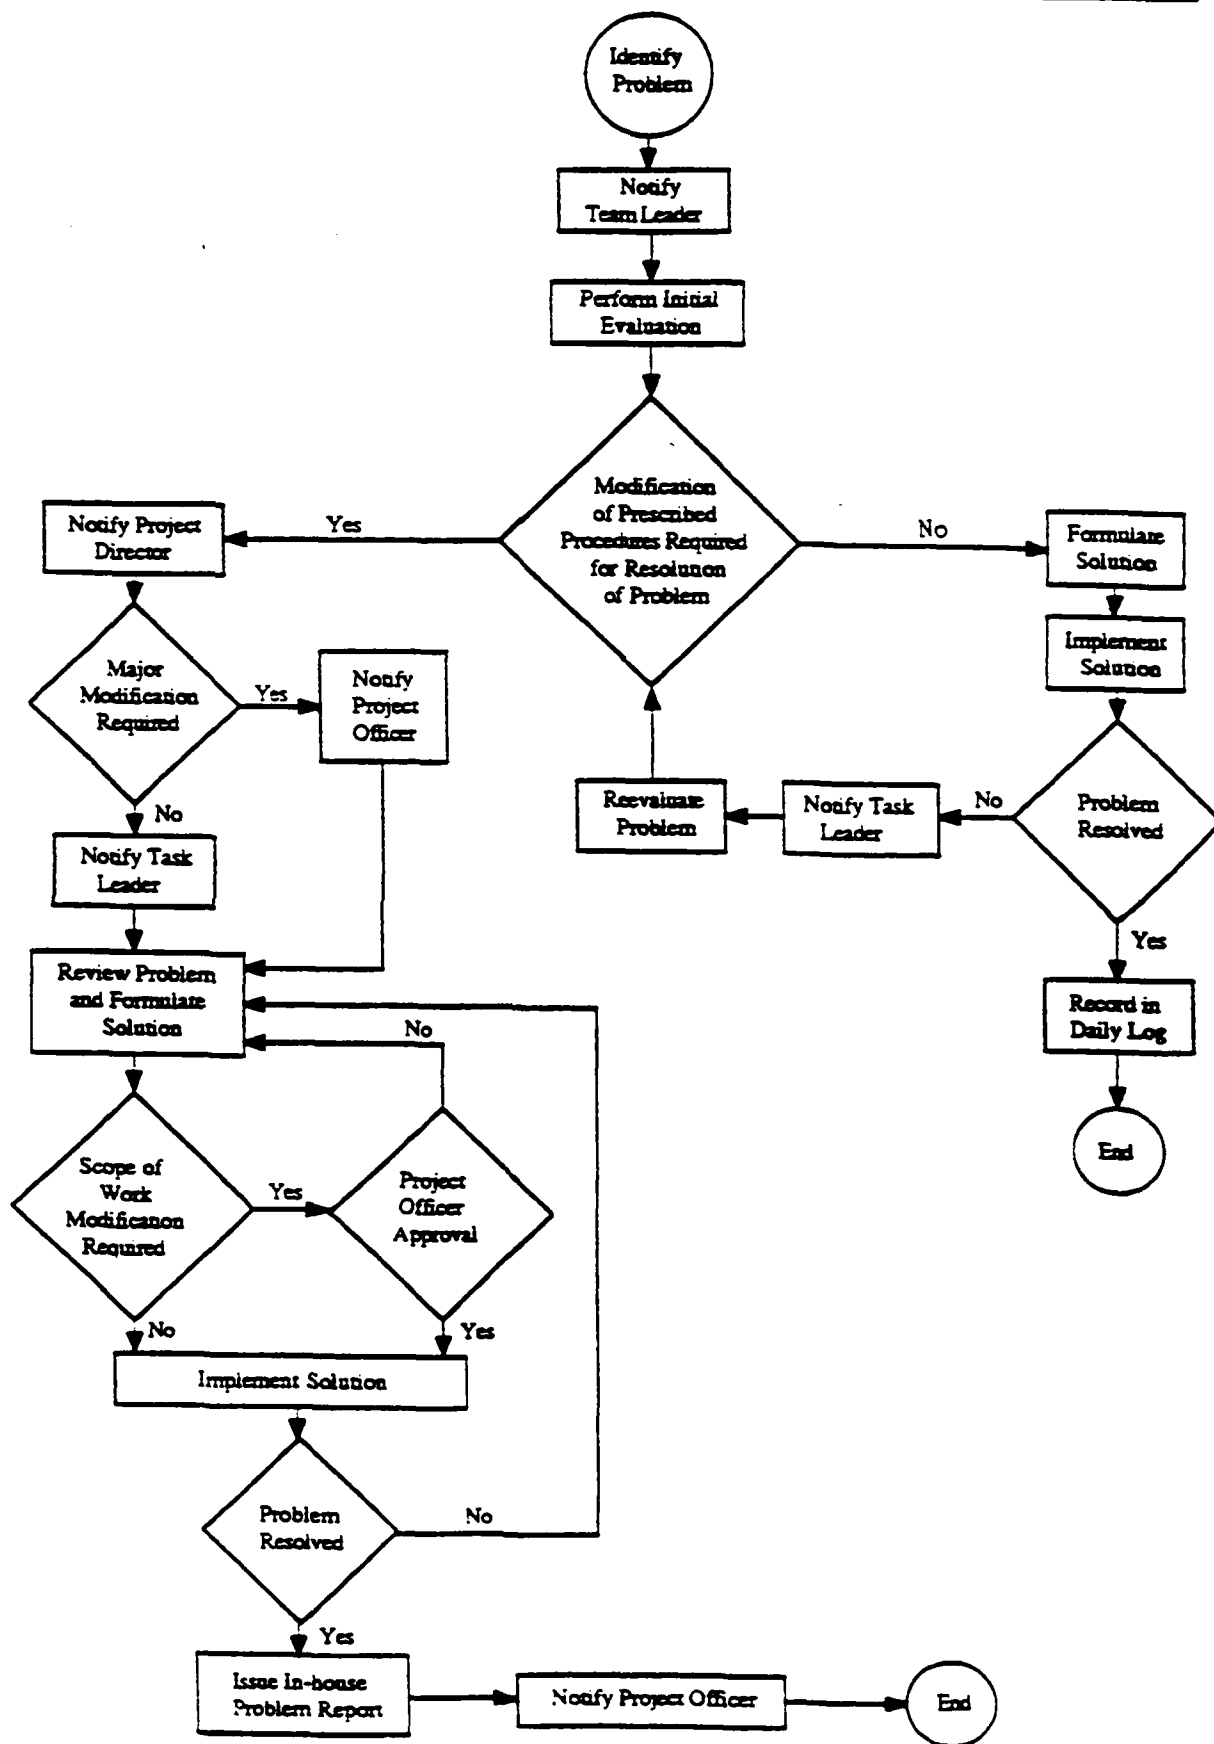 Identify
Problem
Notify
Team Leader
Perform Initial
Evaluation
Modification
of Prescribed
Procedures Required
for Resolution
of Problem
Yes
No
Notify Project
Director
Formulate
Solution
Implement
Solution
Major
Modification
Required
Yes
Notify
Project
Officer
No
Notify Task
Leader
Reevaluate
Problem
Notify Task
Leader
No
Problem
Resolved
Yes
Record in
Daily Log
End
Review Problem
and Formulate
Solution
No
Scope of
Work
Modification
Required
Yes
Project
Officer
Approval
No
Yes
Implement Solution
Problem
Resolved
No
Yes
Issue In-house
Problem Report
Notify Project Officer
End